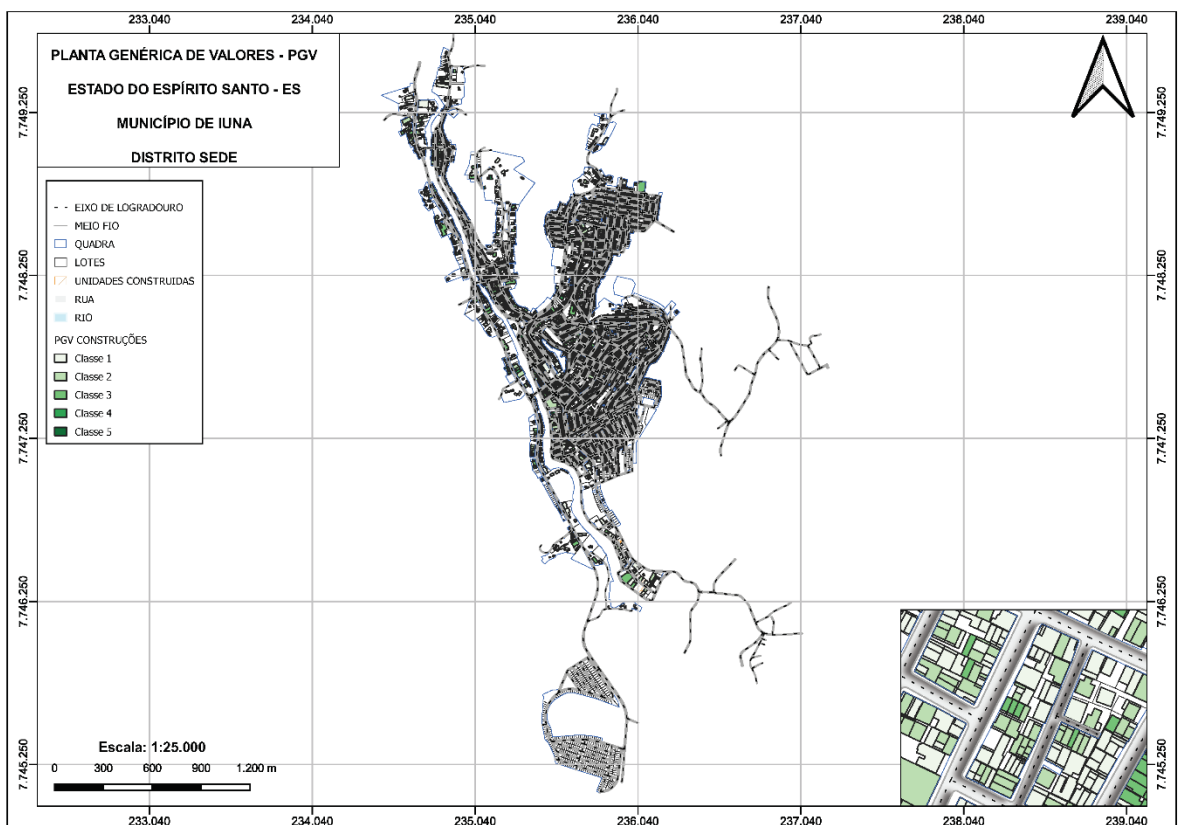 233.040 234.040 235.040 236.040 237.040 238.040 239.040
PLANTA GENÉRICA DE VALORES - PGV
ESTADO DO ESPÍRITO SANTO - ES
MUNICÍPIO DE IUNA
DISTRITO SEDE
EIXO DE LOGRADOURO
MEIO FIO
QUADRA
LOTES
UNIDADES CONSTRUIDAS
RUA
RIO
PGV CONSTRUÇÕES
Classe 1
Classe 2
Classe 3
Classe 4
Classe 5
7.749.250 7.749.250
7.748.250 7.748.250
7.747.250 7.747.250
7.746.250 7.746.250
7.745.250 7.745.250
Escala: 1:25.000
0 300 600 900 1.200 m
233.040 234.040 235.040 236.040 237.040 238.040 239.040